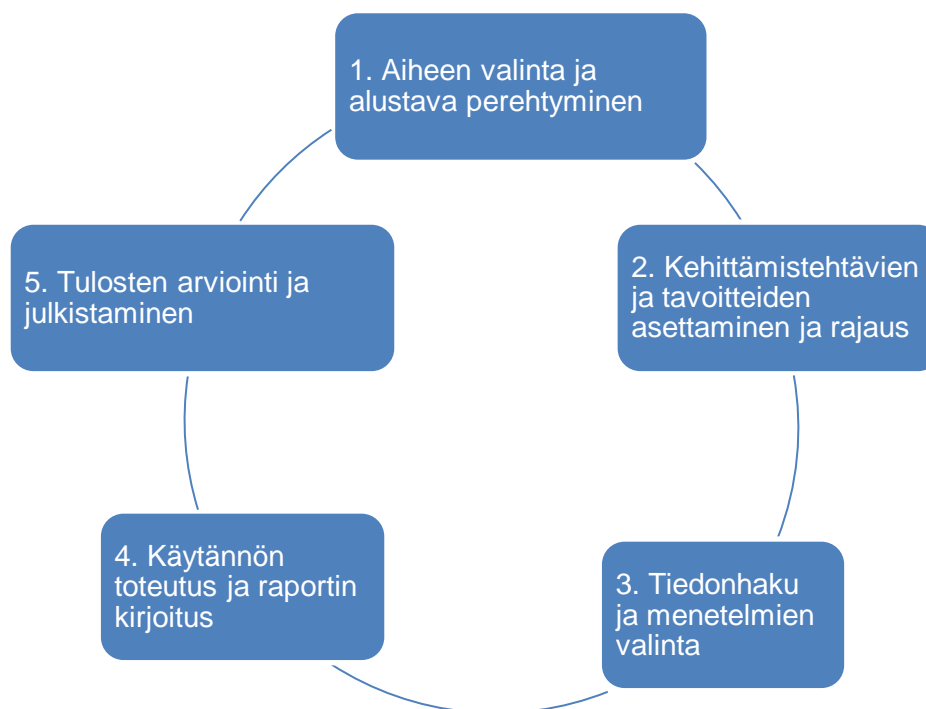 1. Aiheen valinta ja
alustava perehtyminen
2. Kehittämistehtävien
ja tavoitteiden
asettaminen ja rajaus
3. Tiedonhaku
ja menetelmien
valinta
4. Käytännön
toteutus ja raportin
kirjoitus
5. Tulosten arviointi ja
julkistaminen